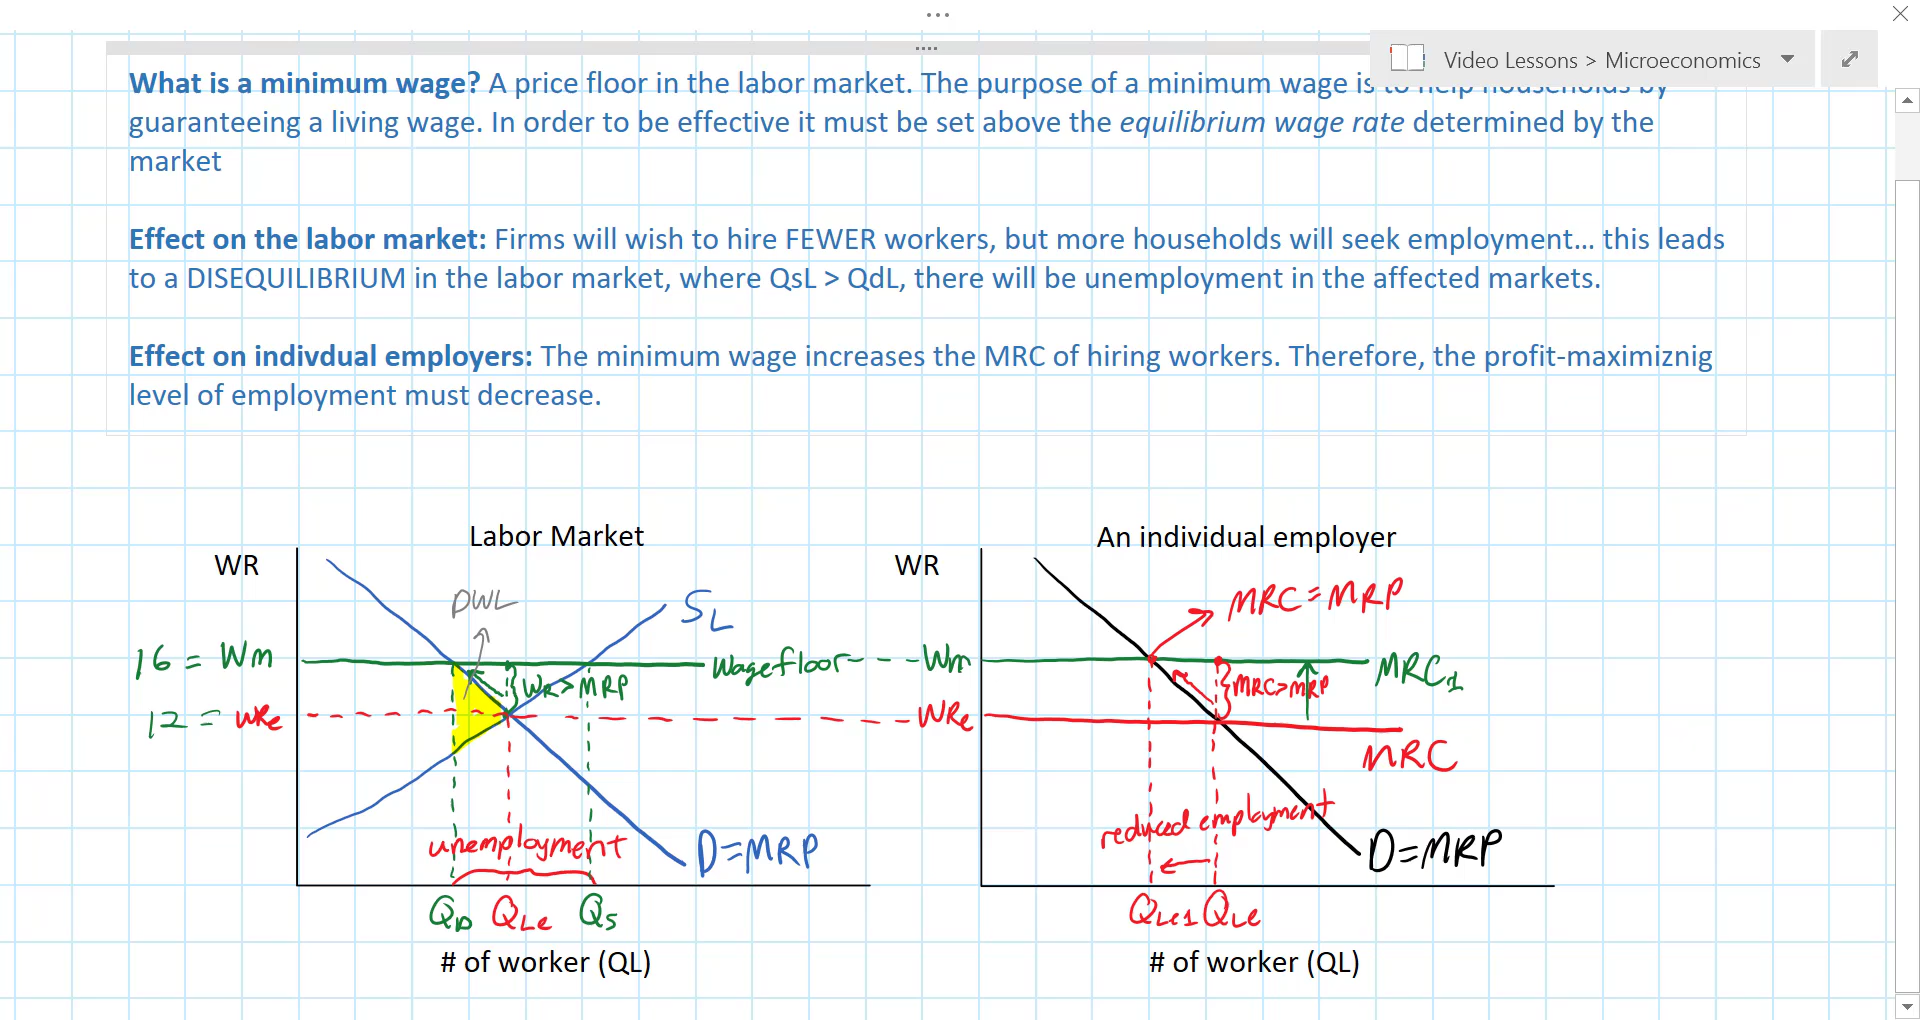 Video Lessons > Microeconomics
What is a minimum wage? A price floor in the labor market. The purpose of a minimum wage is to help households by
guaranteeing a living wage. In order to be effective it must be set above the equilibrium wage rate determined by the
market
Effect on the labor market: Firms will wish to hire FEWER workers, but more households will seek employment... this leads
to a DISEQUILIBRIUM in the labor market, where QsL > QdL, there will be unemployment in the affected markets.
Effect on indivdual employers: The minimum wage increases the MRC of hiring workers. Therefore, the profit-maximiznig
level of employment must decrease.
Labor Market
WR
DWL
SL
16 = Wm
Wage floor
WR > MRP
12 = WRe
unemployment
D=MRP
QD QLe QS
# of worker (QL)
An individual employer
WR
MRC = MRP
Wm
MRC1
MRC>MRP
WRe
MRC
reduced employment
D=MRP
QLe1 QLe
# of worker (QL)